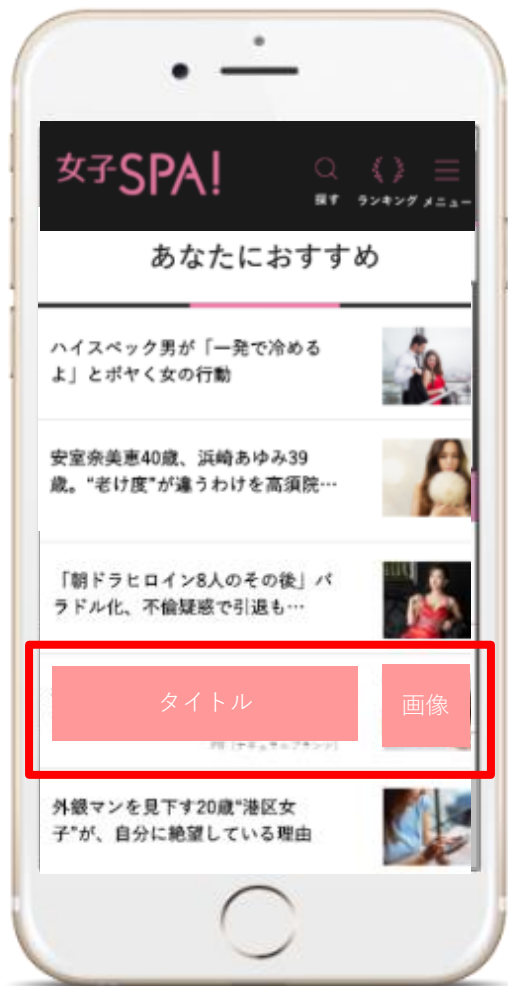 女子SPA!
探す ランキング メニュー
あなたにおすすめ
ハイスペック男が「一発で冷める
よ」とボヤく女の行動
安室奈美恵40歳、浜崎あゆみ39
歳。“老け度”が違うわけを高須院…
「朝ドラヒロイン8人のその後」バ
ラドル化、不倫疑惑で引退も…
タイトル 画像
外銀マンを見下す20歳“港区女
子”が、自分に絶望している理由